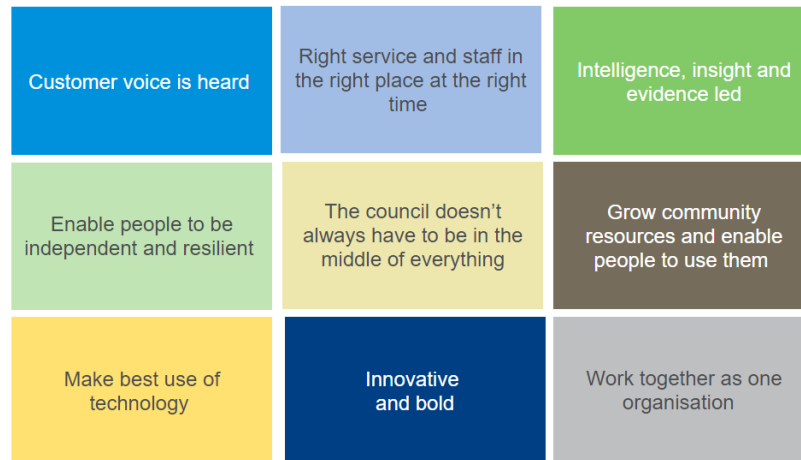 Customer voice is heard
Right service and staff in
the right place at the right
time
Intelligence, insight and
evidence led
Enable people to be
independent and resilient
The council doesn’t
always have to be in the
middle of everything
Grow community
resources and enable
people to use them
Make best use of
technology
Innovative
and bold
Work together as one
organisation